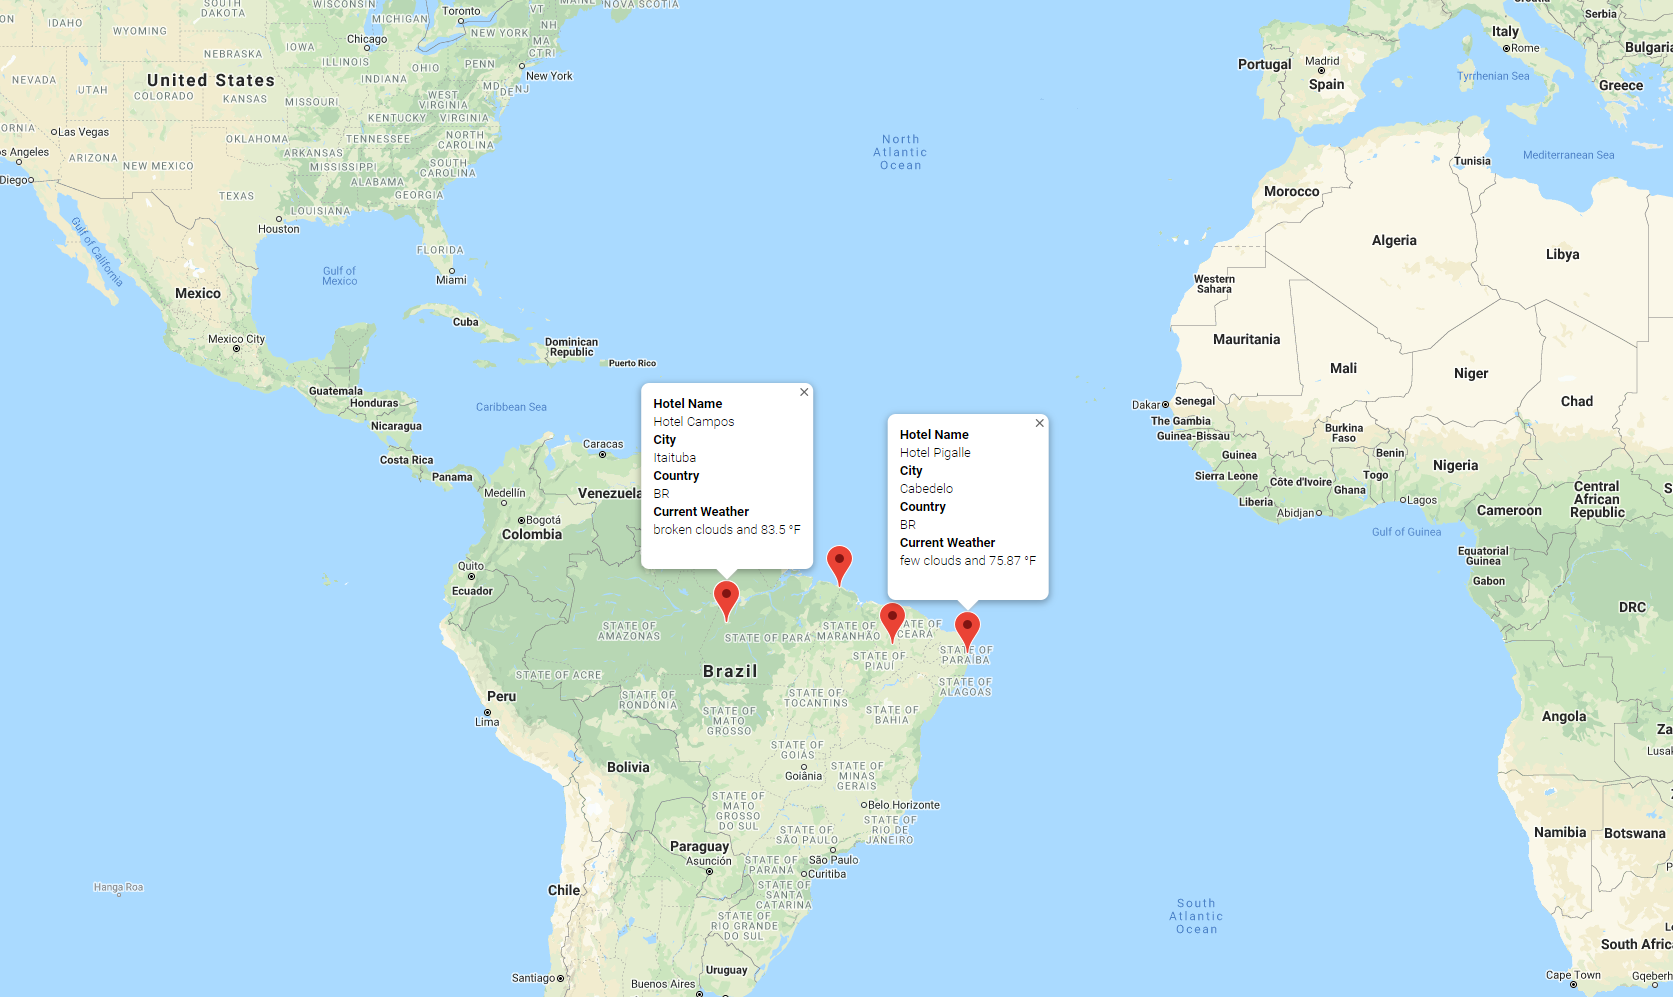 SOUTH
DAKOTA
WISCONSIN
MICHIGAN
Toronto
VT
NH
MAINE
NOVA SCOTIA
IDAHO
WYOMING
Chicago
NEW YORK
MA
CT RI
NEBRASKA
IOWA
ILLINOIS
INDIANA
OHIO
PENN
New York
NEVADA
UTAH
United States
COLORADO
KANSAS
MISSOURI
WEST
VIRGINIA
MD
DE
NJ
KENTUCKY
VIRGINIA
Las Vegas
OKLAHOMA
TENNESSEE
NORTH
CAROLINA
ARIZONA
NEW MEXICO
ARKANSAS
MISSISSIPPI
SOUTH
CAROLINA
ALABAMA
GEORGIA
TEXAS
LOUISIANA
Houston
FLORIDA
Miami
Gulf of California
Gulf of
Mexico
Mexico
Mexico City
Cuba
Dominican
Republic
Puerto Rico
Guatemala
Honduras
Nicaragua
Caribbean Sea
Costa Rica
Panama
Caracas
Medellín
Venezuela
Bogotá
Colombia
Quito
Ecuador
North
Atlantic
Ocean
Portugal
Madrid
Spain
Italy
Rome
Serbia
Tyrrhenian Sea
Greece
Tunisia
Mediterranean Sea
Morocco
Algeria
Libya
Western
Sahara
Mauritania
Mali
Niger
Chad
Dakar
Senegal
The Gambia
Guinea-Bissau
Burkina
Faso
Guinea
Benin
Sierra Leone
Côte d'Ivoire
Togo
Ghana
Nigeria
Liberia
Abidjan
Lagos
Cameroon
Central
African
Republic
Gulf of Guinea
Equatorial
Guinea
Gabon
DRC
Angola
Namibia
Botswana
Cape Town
Hotel Name
Hotel Campos
City
Itaituba
Country
BR
Current Weather
broken clouds and 83.5 °F
Hotel Name
Hotel Pigalle
City
Cabedelo
Country
BR
Current Weather
few clouds and 75.87 °F
STATE OF
AMAZONAS
STATE OF PARÁ
STATE OF
MARANHÃO
STATE OF
CEARÁ
STATE OF
PIAUÍ
STATE OF
PARAÍBA
STATE OF
ALAGOAS
Brazil
STATE OF ACRE
STATE OF
RONDÔNIA
STATE OF
TOCANTINS
STATE OF
MATO
GROSSO
STATE OF
BAHIA
Peru
Lima
STATE OF
GOIÁS
Goiânia
STATE OF
MINAS
GERAIS
Bolivia
STATE OF
MATO
GROSSO
DO SUL
Belo Horizonte
STATE OF
RIO DE
JANEIRO
STATE OF
SÃO PAULO
Paraguay
Asunción
São Paulo
STATE OF
PARANÁ
Curitiba
STATE OF
SANTA
CATARINA
Chile
STATE OF
RIO GRANDE
DO SUL
Hanga Roa
South
Atlantic
Ocean
Santiago
Uruguay
Buenos Aires